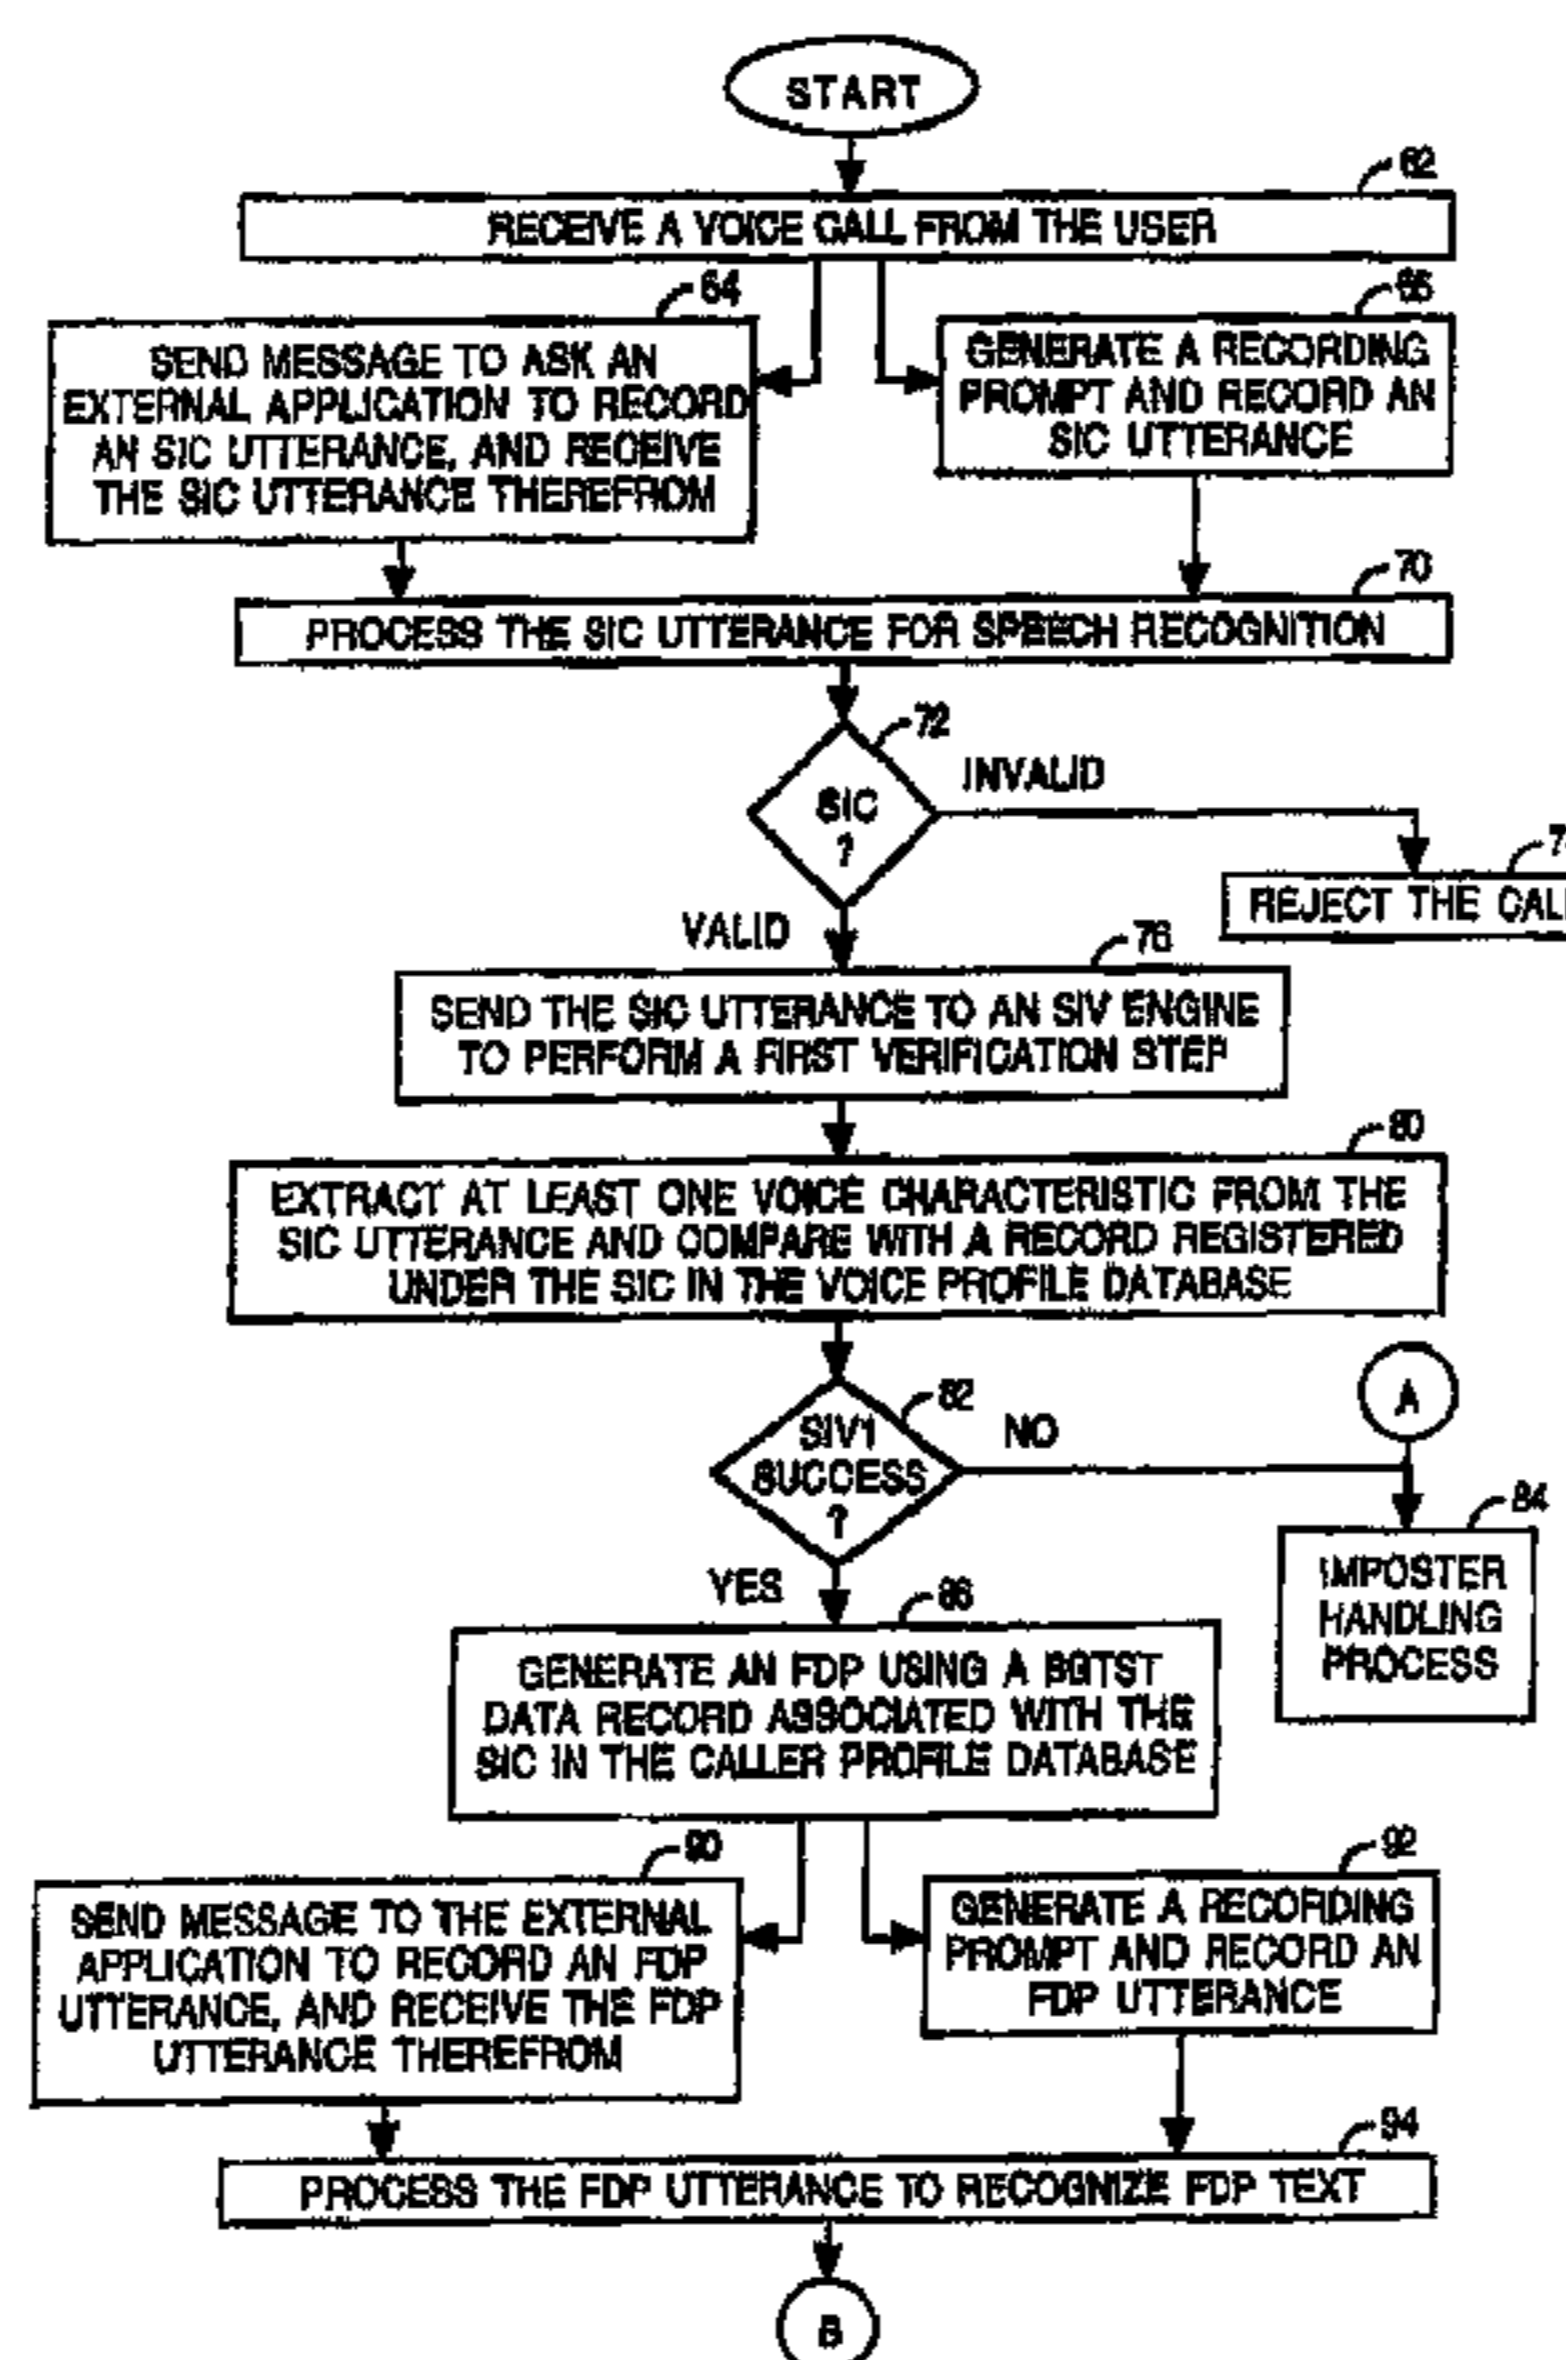 START
62
RECEIVE A VOICE CALL FROM THE USER
64
SEND MESSAGE TO ASK AN
EXTERNAL APPLICATION TO RECORD
AN SIC UTTERANCE, AND RECEIVE
THE SIC UTTERANCE THEREFROM
66
GENERATE A RECORDING
PROMPT AND RECORD AN
SIC UTTERANCE
70
PROCESS THE SIC UTTERANCE FOR SPEECH RECOGNITION
72
SIC
?
INVALID
REJECT THE
VALID
76
SEND THE SIC UTTERANCE TO AN SIV ENGINE
TO PERFORM A FIRST VERIFICATION STEP
80
EXTRACT AT LEAST ONE VOICE CHARACTERISTIC FROM THE
SIC UTTERANCE AND COMPARE WITH A RECORD REGISTERED
UNDER THE SIC IN THE VOICE PROFILE DATABASE
82
SIV1
SUCCESS
?
NO
A
84
IMPOSTER
HANDLING
PROCESS
YES
86
GENERATE AN FDP USING A
DATA RECORD ASSOCIATED WITH THE
SIC IN THE CALLER PROFILE DATABASE
90
SEND MESSAGE TO THE EXTERNAL
APPLICATION TO RECORD AN FDP
UTTERANCE, AND RECEIVE THE FDP
UTTERANCE THEREFROM
92
GENERATE A RECORDING
PROMPT AND RECORD AN
FDP UTTERANCE
94
PROCESS THE FDP UTTERANCE TO RECOGNIZE FDP TEXT
B